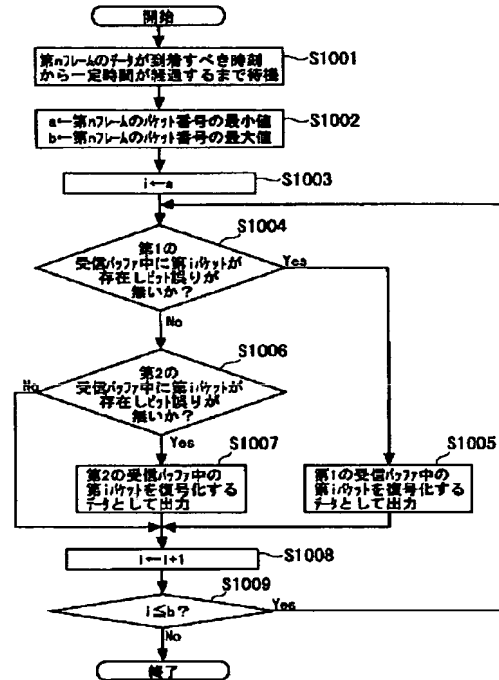 開始
第nフレームのデータが到着すべき時刻
から一定時間が経過するまで待機
S1001
a←第nフレームのパケット番号の最小値
b←第nフレームのパケット番号の最大値
S1002
i←a
S1003
S1004
第1の
受信バッファ中に第iパケットが
存在しビット誤りが
無いか?
Yes
No
S1006
第2の
受信バッファ中に第iパケットが
存在しビット誤りが
無いか?
No
Yes
S1007
第2の受信バッファ中の
第iパケットを復号化する
データとして出力
S1005
第1の受信バッファ中の
第iパケットを復号化する
データとして出力
i←i+1
S1008
S1009
i≦b?
Yes
No
終了